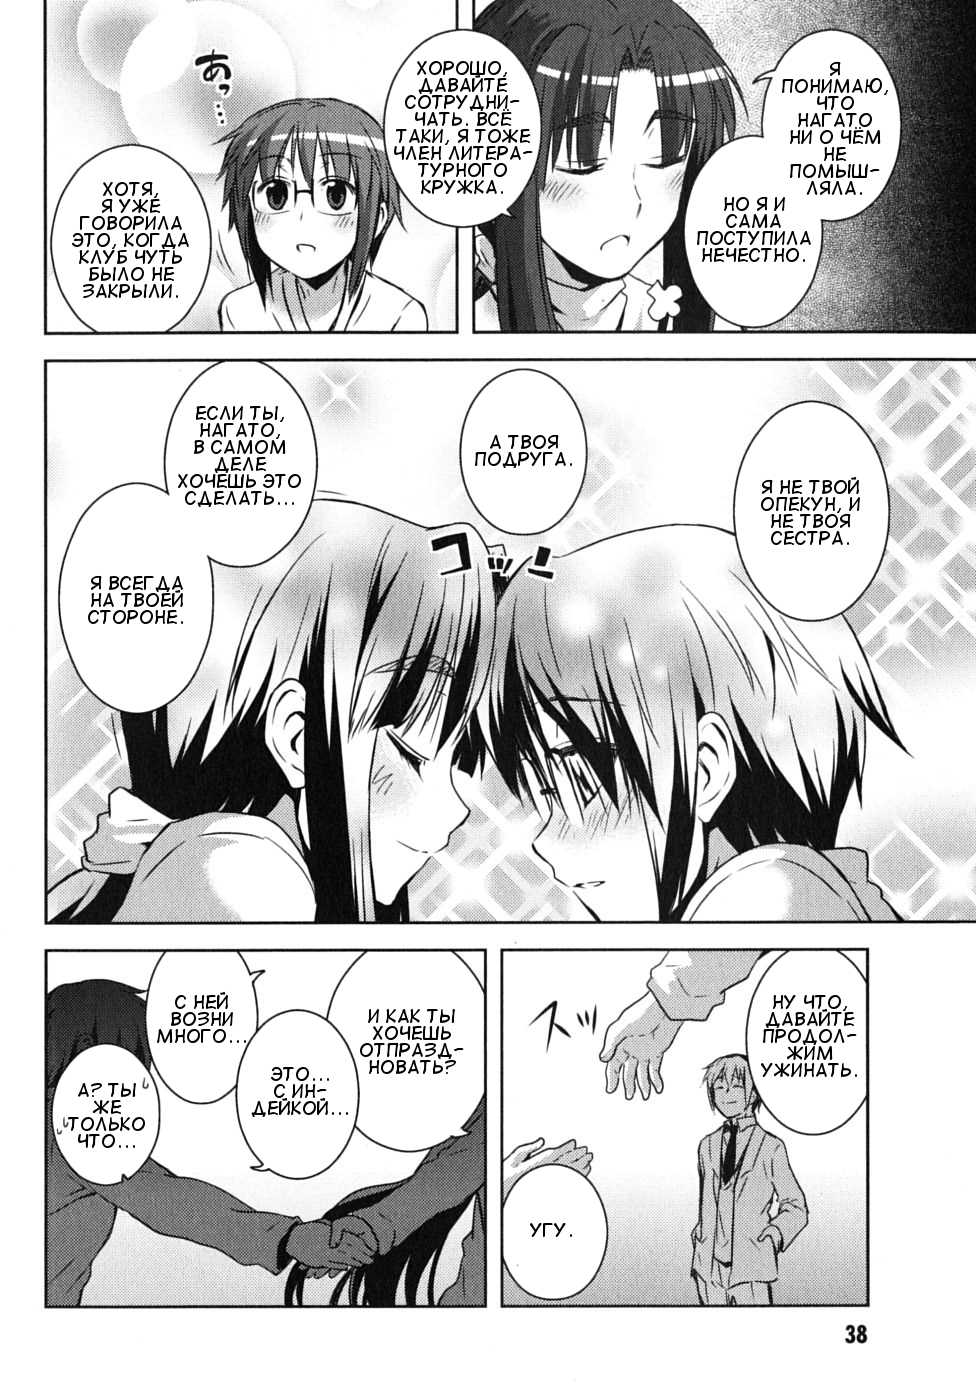 Я
ПОНИМАЮ,
ЧТО
НАГАТО
НИ О ЧЁМ
НЕ
ПОМЫШ-
ЛЯЛА.
НО Я И
САМА
ПОСТУПИЛА
НЕЧЕСТНО.
ХОРОШО,
ДАВАЙТЕ
СОТРУДНИ-
ЧАТЬ. ВСЁ
ТАКИ, Я ТОЖЕ
ЧЛЕН ЛИТЕРА-
ТУРНОГО
КРУЖКА.
あっ…
ХОТЯ,
Я УЖЕ
ГОВОРИЛА
ЭТО, КОГДА
КЛУБ ЧУТЬ
БЫЛО НЕ
ЗАКРЫЛИ.
Я НЕ ТВОЙ
ОПЕКУН, И
НЕ ТВОЯ
СЕСТРА.
А ТВОЯ
ПОДРУГА.
ЕСЛИ ТЫ,
НАГАТО,
В САМОМ
ДЕЛЕ
ХОЧЕШЬ ЭТО
СДЕЛАТЬ...
Я ВСЕГДА
НА ТВОЕЙ
СТОРОНЕ.
コツン
НУ ЧТО,
ДАВАЙТЕ
ПРОДОЛ-
ЖИМ
УЖИНАТЬ.
ズッ
УГУ.
И КАК ТЫ
ХОЧЕШЬ
ОТПРАЗД-
НОВАТЬ?
ЭТО...
С ИН-
ДЕЙКОЙ...
С НЕЙ
ВОЗНИ
МНОГО...
А? ТЫ
ЖЕ
ТОЛЬКО
ЧТО...
38